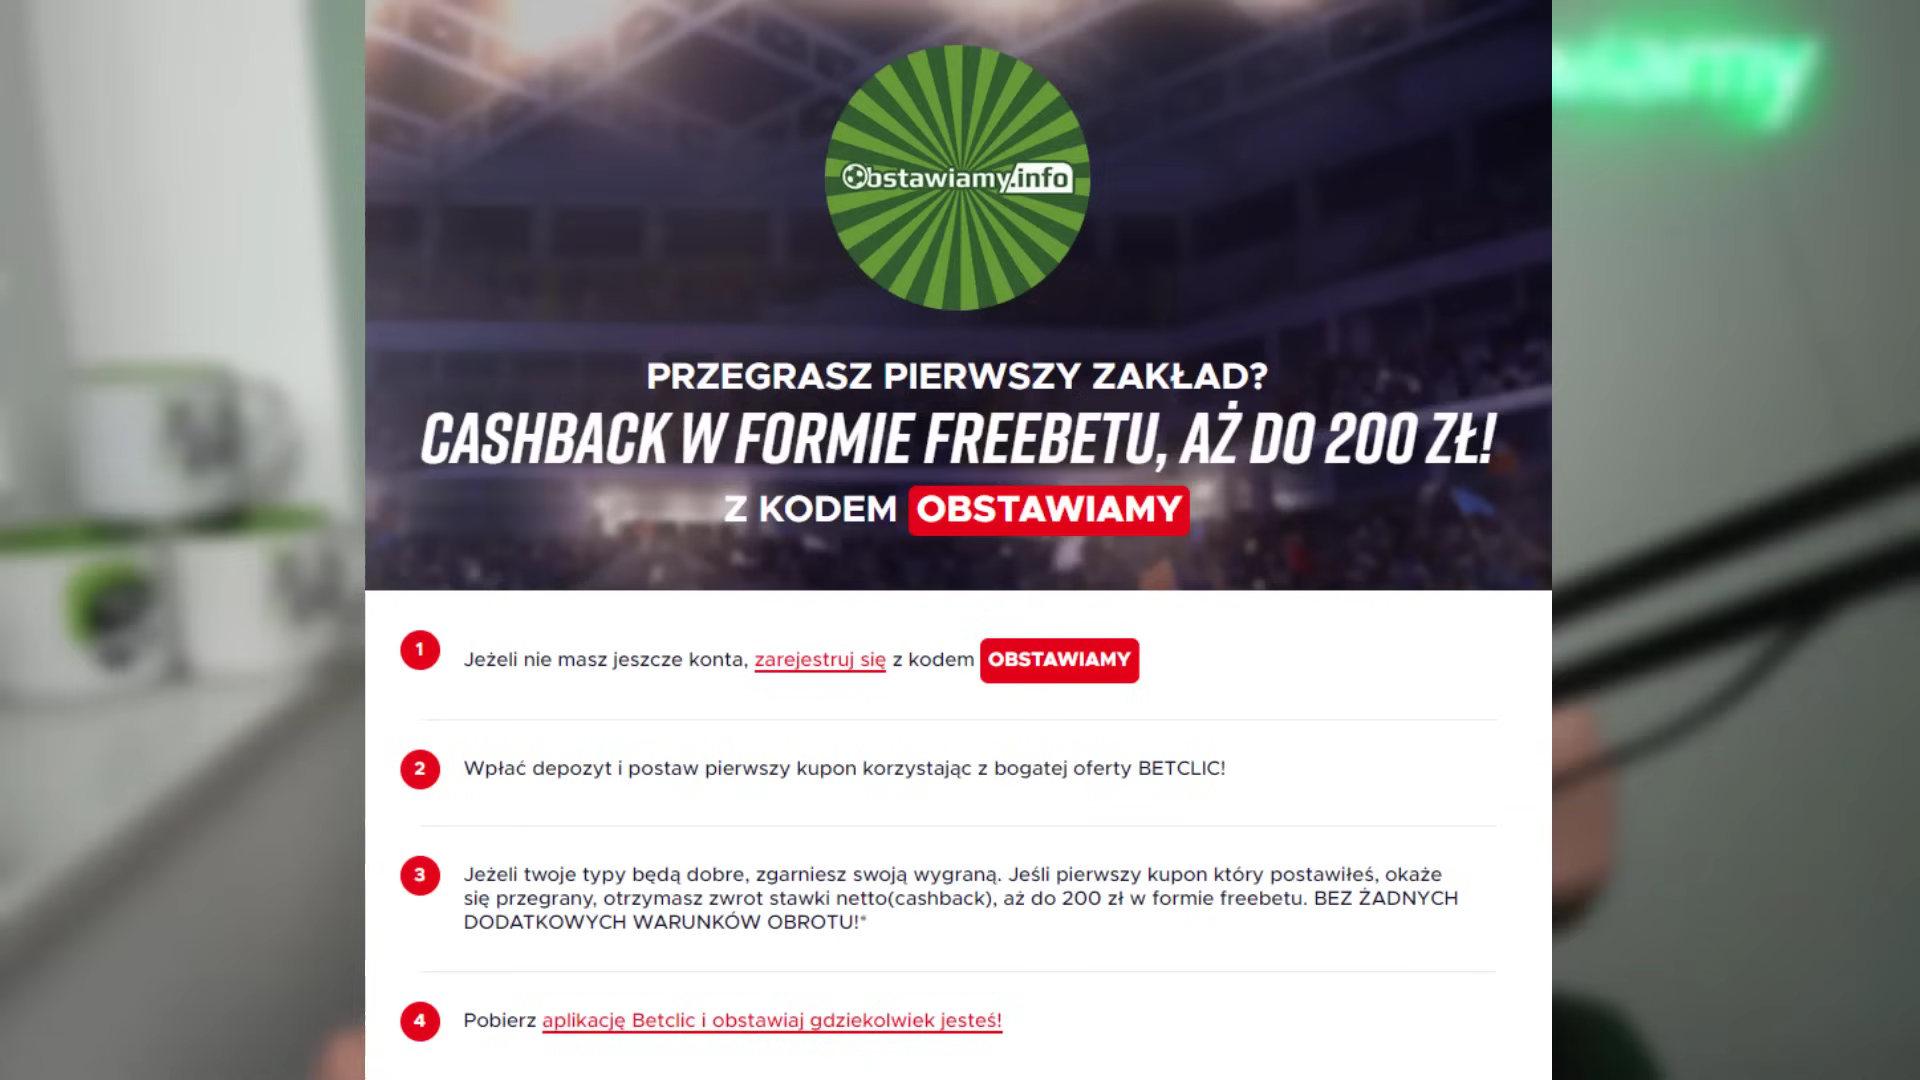 Obstawiamy.info
PRZEGRASZ PIERWSZY ZAKŁAD?
CASHBACK W FORMIE FREEBETU, AŻ DO 200 ZŁ!
Z KODEM OBSTAWIAMY
1
Jeżeli nie masz jeszcze konta, zarejestruj się z kodem OBSTAWIAMY
2
Wpłać depozyt i postaw pierwszy kupon korzystając z bogatej oferty BETCLIC!
3
Jeżeli twoje typy będą dobre, zgarniesz swoją wygraną. Jeśli pierwszy kupon który postawiłeś, okaże
się przegrany, otrzymasz zwrot stawki netto(cashback), aż do 200 zł w formie freebetu. BEZ ŻADNYCH
DODATKOWYCH WARUNKÓW OBROTU!*
4
Pobierz aplikację Betclic i obstawiaj gdziekolwiek jesteś!